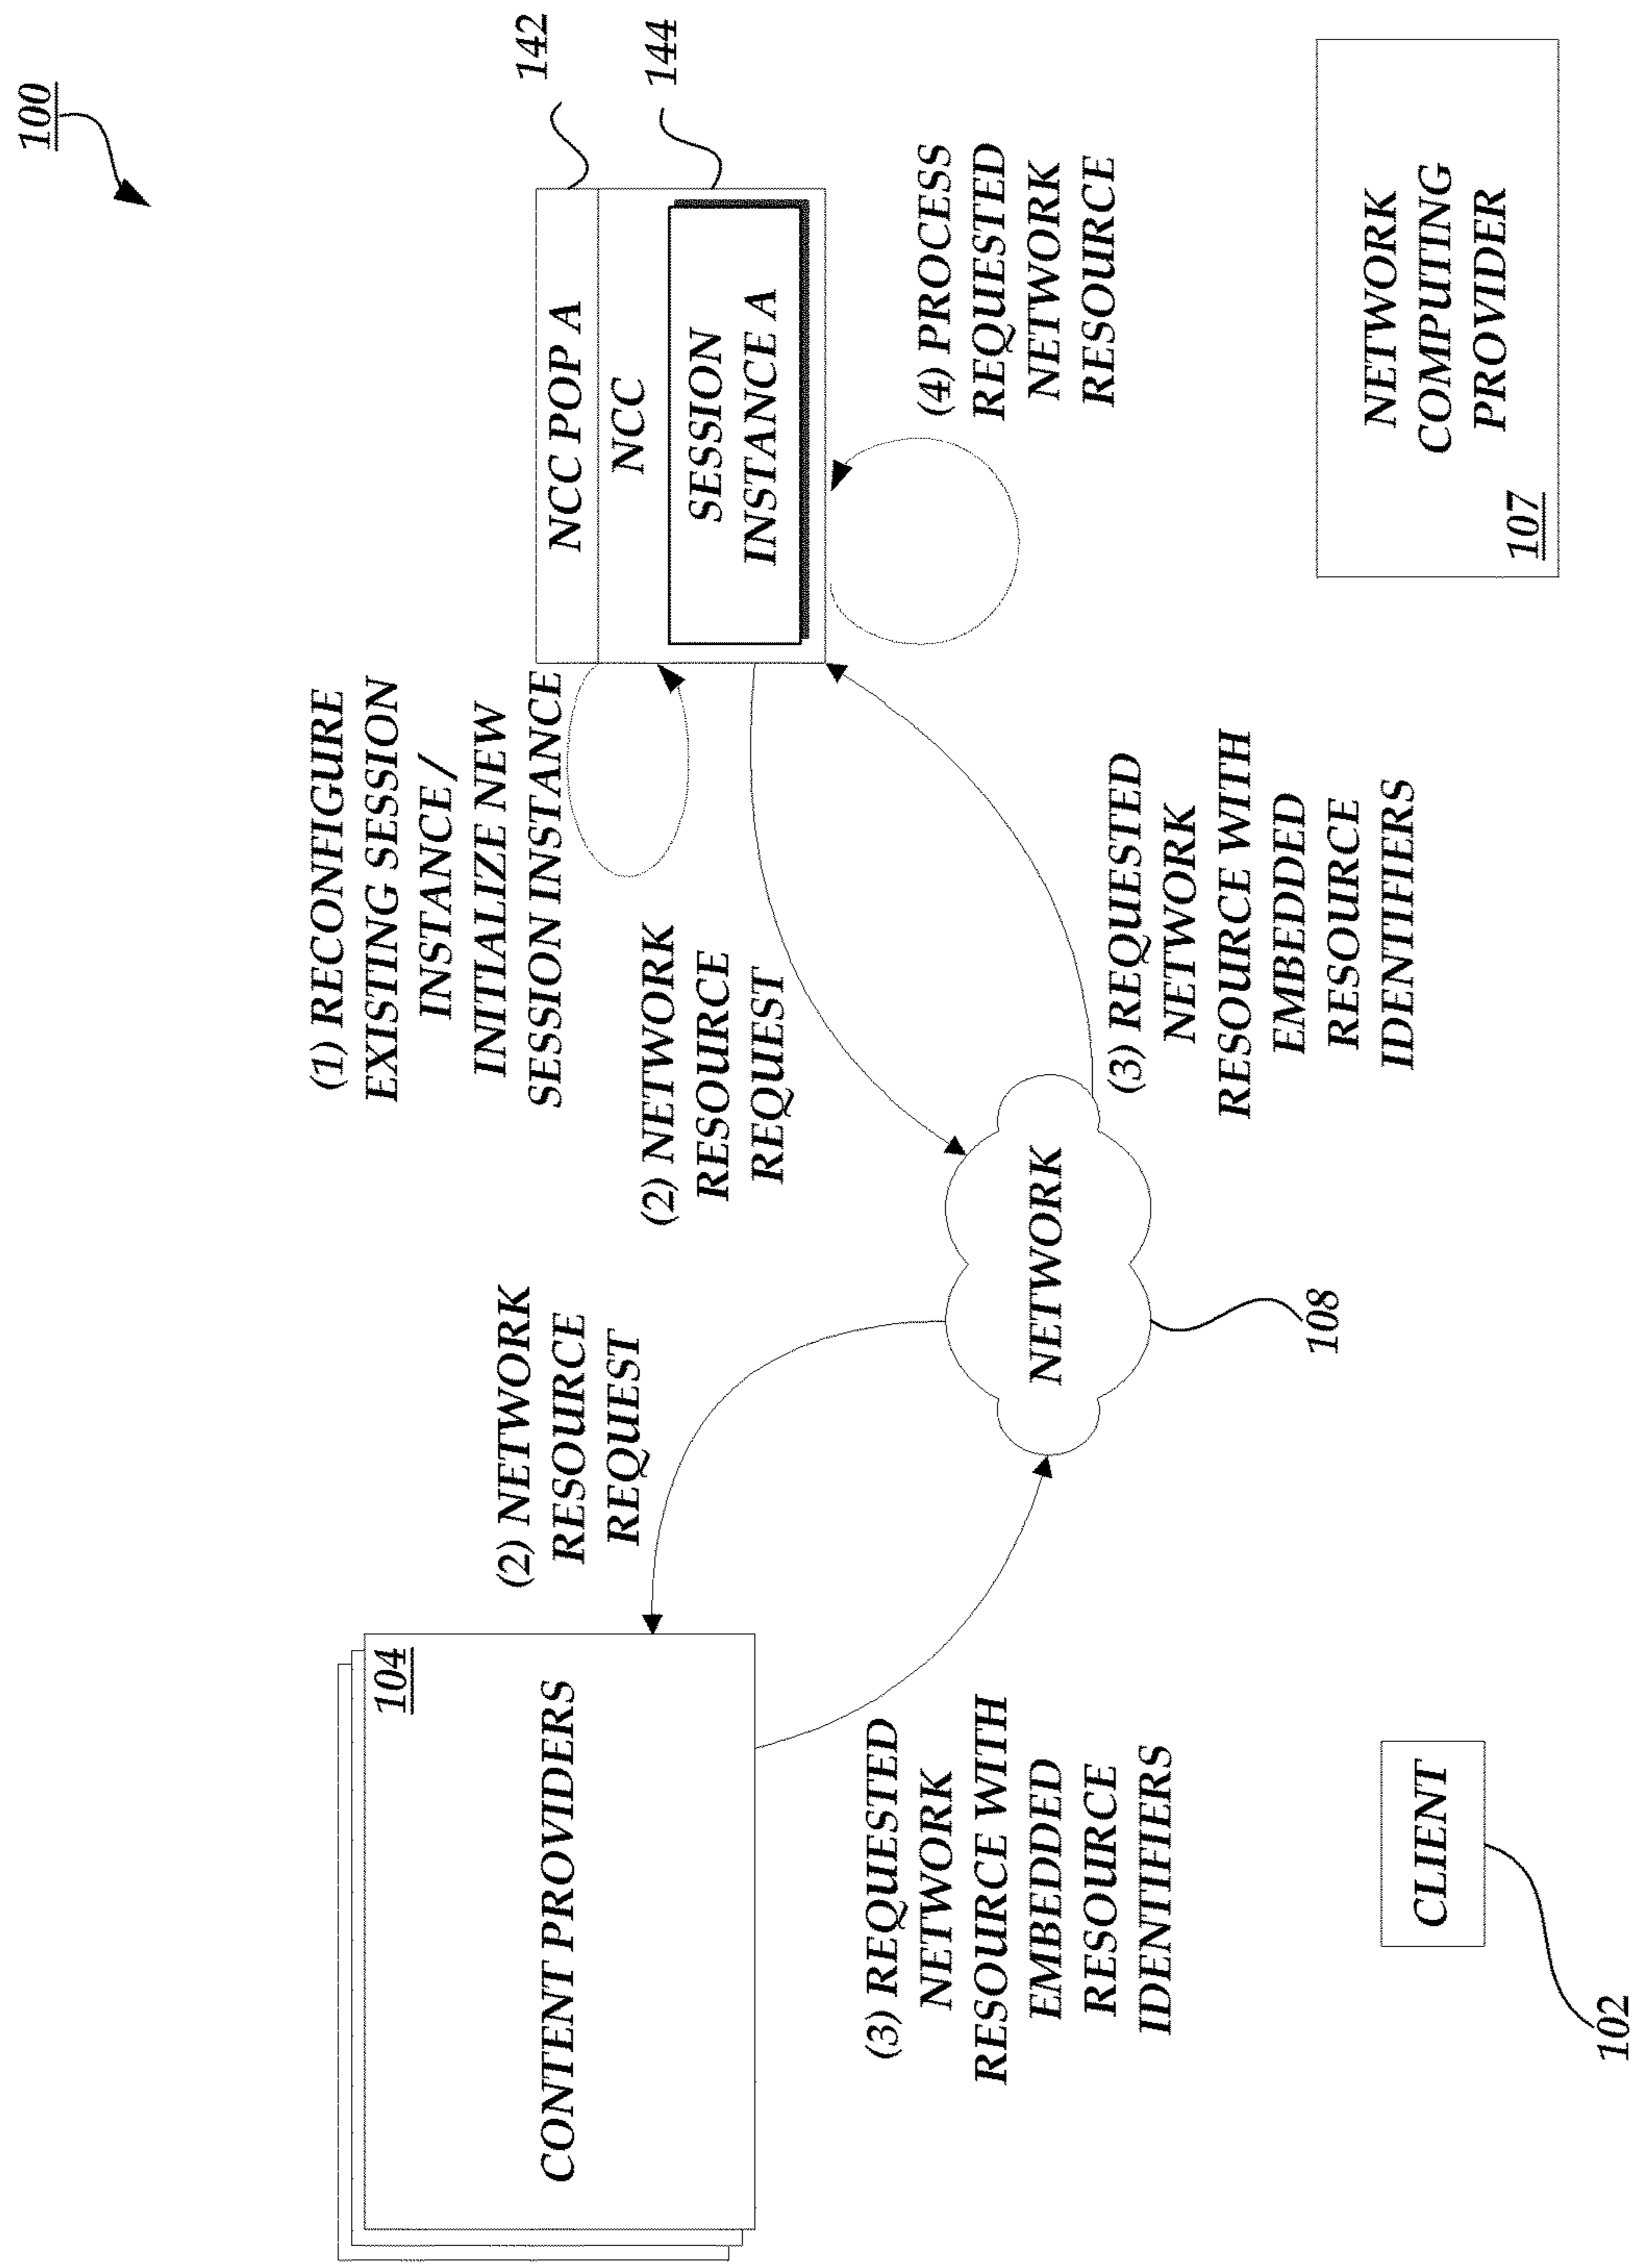 100
142
144
NCC POP A
NCC
SESSION
INSTANCE A
(1) RECONFIGURE
EXISTING SESSION
INSTANCE /
INITIALIZE NEW
SESSION INSTANCE
(2) NETWORK
RESOURCE
REQUEST
(2) NETWORK
RESOURCE
REQUEST
104
CONTENT PROVIDERS
(3) REQUESTED
NETWORK
RESOURCE WITH
EMBEDDED
RESOURCE
IDENTIFIERS
NETWORK
108
(3) REQUESTED
NETWORK
RESOURCE WITH
EMBEDDED
RESOURCE
IDENTIFIERS
(4) PROCESS
REQUESTED
NETWORK
RESOURCE
CLIENT
102
NETWORK
COMPUTING
PROVIDER
107